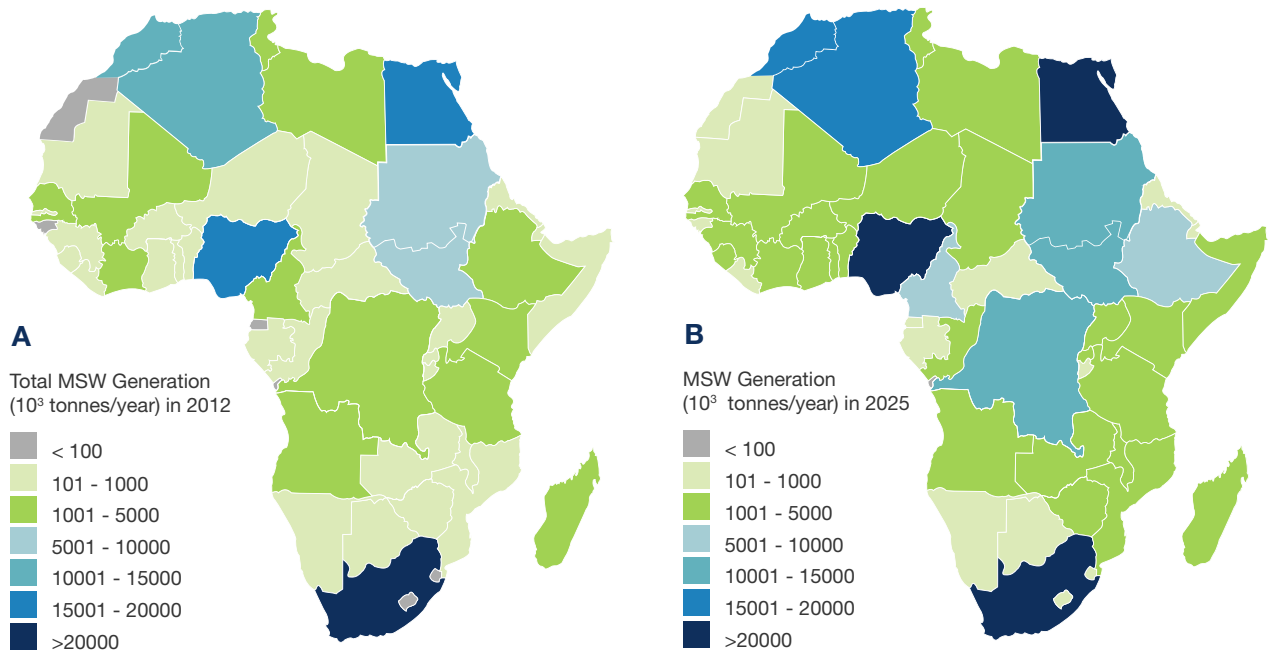 A
Total MSW Generation
(10³ tonnes/year) in 2012
< 100
101 - 1000
1001 - 5000
5001 - 10000
10001 - 15000
15001 - 20000
>20000
B
MSW Generation
(10³ tonnes/year) in 2025
< 100
101 - 1000
1001 - 5000
5001 - 10000
10001 - 15000
15001 - 20000
>20000